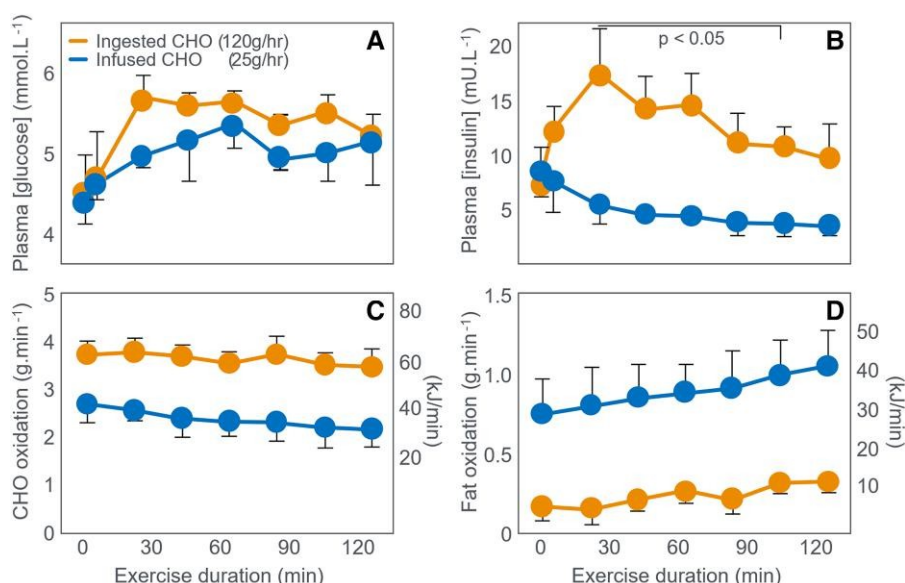 Ingested CHO (120g/hr)
Infused CHO (25g/hr)
A
Plasma [glucose] (mmol.L⁻¹)
6
5
4
p < 0.05
B
Plasma [insulin] (mU.L⁻¹)
20
15
10
5
C
CHO oxidation (g.min⁻¹)
5
4
3
2
1
0
80
60
40
20
(kJ/min)
0 30 60 90 120
Exercise duration (min)
D
Fat oxidation (g.min⁻¹)
1.5
1.0
0.5
0
50
40
30
20
10
(kJ/min)
0 30 60 90 120
Exercise duration (min)